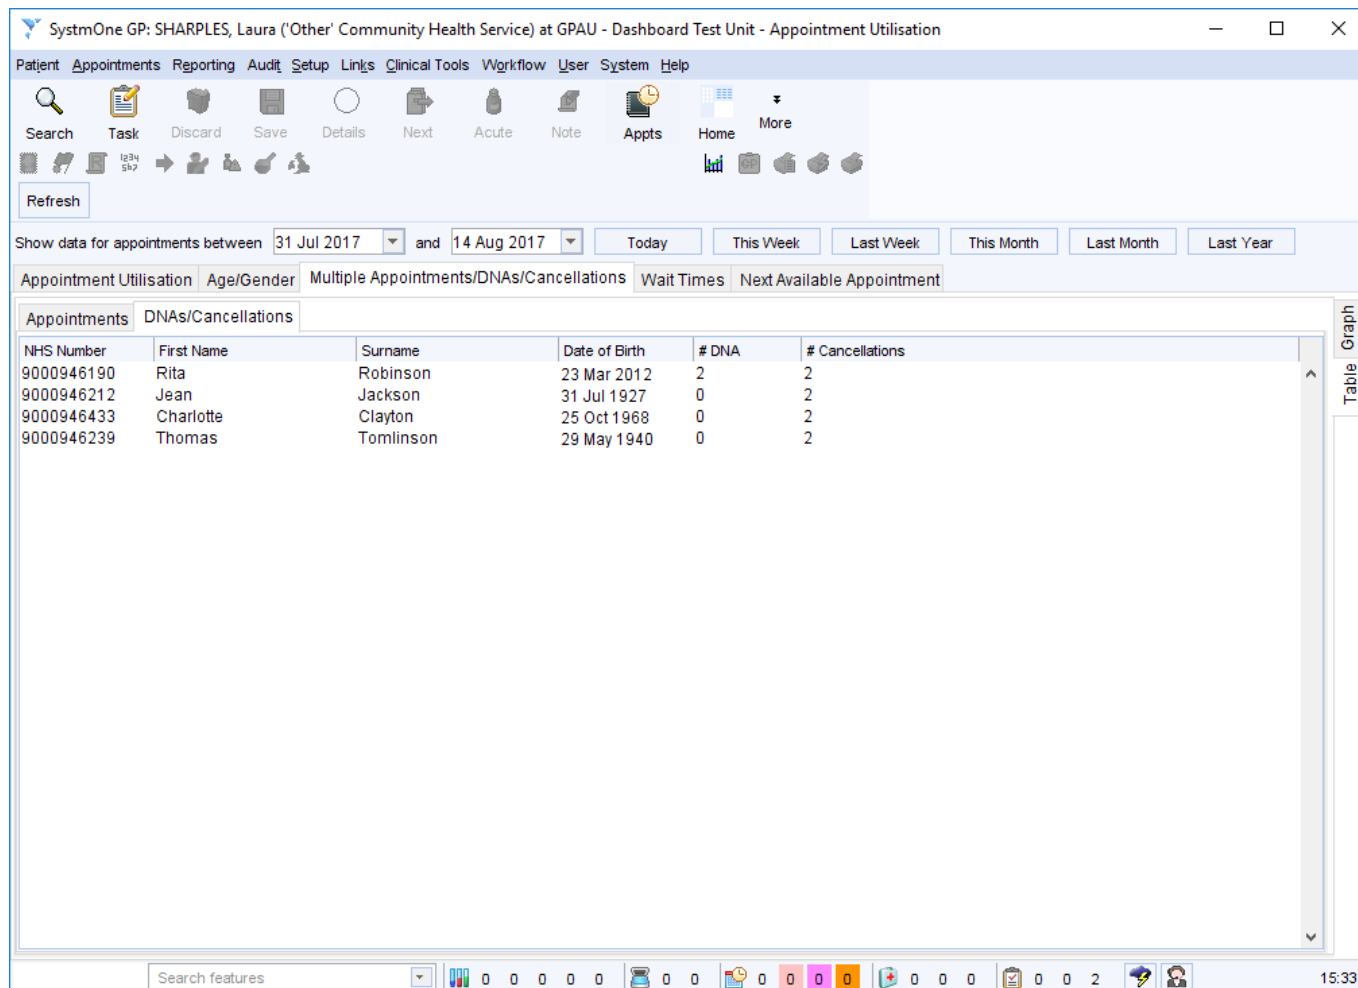 SystmOne GP: SHARPLES, Laura ('Other' Community Health Service) at GPAU - Dashboard Test Unit - Appointment Utilisation
Patient Appointments Reporting Audit Setup Links Clinical Tools Workflow User System Help
Search Task Discard Save Details Next Acute Note Appts Home More
1234
567
GP
Refresh
Show data for appointments between 31 Jul 2017 and 14 Aug 2017 Today This Week Last Week This Month Last Month Last Year
Appointment Utilisation Age/Gender Multiple Appointments/DNAs/Cancellations Wait Times Next Available Appointment
Appointments DNAs/Cancellations
Graph
Table
NHS Number First Name Surname Date of Birth # DNA # Cancellations
9000946190 Rita Robinson 23 Mar 2012 2 2
9000946212 Jean Jackson 31 Jul 1927 0 2
9000946433 Charlotte Clayton 25 Oct 1968 0 2
9000946239 Thomas Tomlinson 29 May 1940 0 2
Search features 0 0 0 0 0 0 0 0 0 0 0 0 0 0 0 0 2 15:33